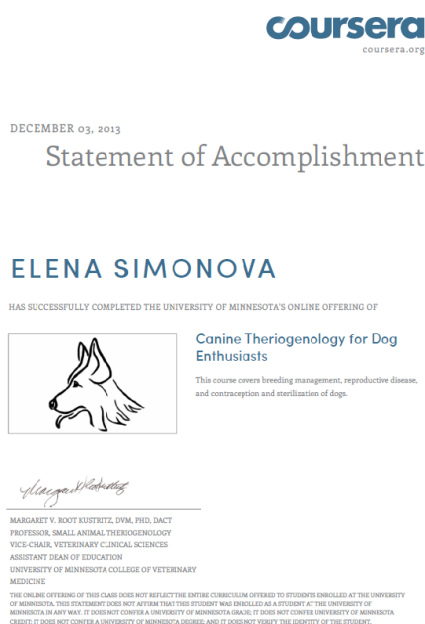 coursera
coursera.org
DECEMBER 03, 2013
Statement of Accomplishment
ELENA SIMONOVA
HAS SUCCESSFULLY COMPLETED THE UNIVERSITY OF MINNESOTA'S ONLINE OFFERING OF
Canine Theriogenology for Dog
Enthusiasts
This course covers breeding management, reproductive disease,
and contraception and sterilization of dogs.
MARGARET V. ROOT KUSTRITZ, DVM, PHD, DACT
PROFESSOR, SMALL ANIMAL THERIOGENOLOGY
VICE-CHAIR, VETERINARY CLINICAL SCIENCES
ASSISTANT DEAN OF EDUCATION
UNIVERSITY OF MINNESOTA COLLEGE OF VETERINARY
MEDICINE
THE ONLINE OFFERING OF THIS CLASS DOES NOT REFLECT THE ENTIRE CURRICULUM OFFERED TO STUDENTS ENROLLED AT THE UNIVERSITY
OF MINNESOTA. THIS STATEMENT DOES NOT AFFIRM THAT THIS STUDENT WAS ENROLLED AS A STUDENT AT THE UNIVERSITY OF
MINNESOTA IN ANY WAY. IT DOES NOT CONFER A UNIVERSITY OF MINNESOTA GRADE; IT DOES NOT CONFER UNIVERSITY OF MINNESOTA
CREDIT; IT DOES NOT CONFER A UNIVERSITY OF MINNESOTA DEGREE; AND IT DOES NOT VERIFY THE IDENTITY OF THE STUDENT.